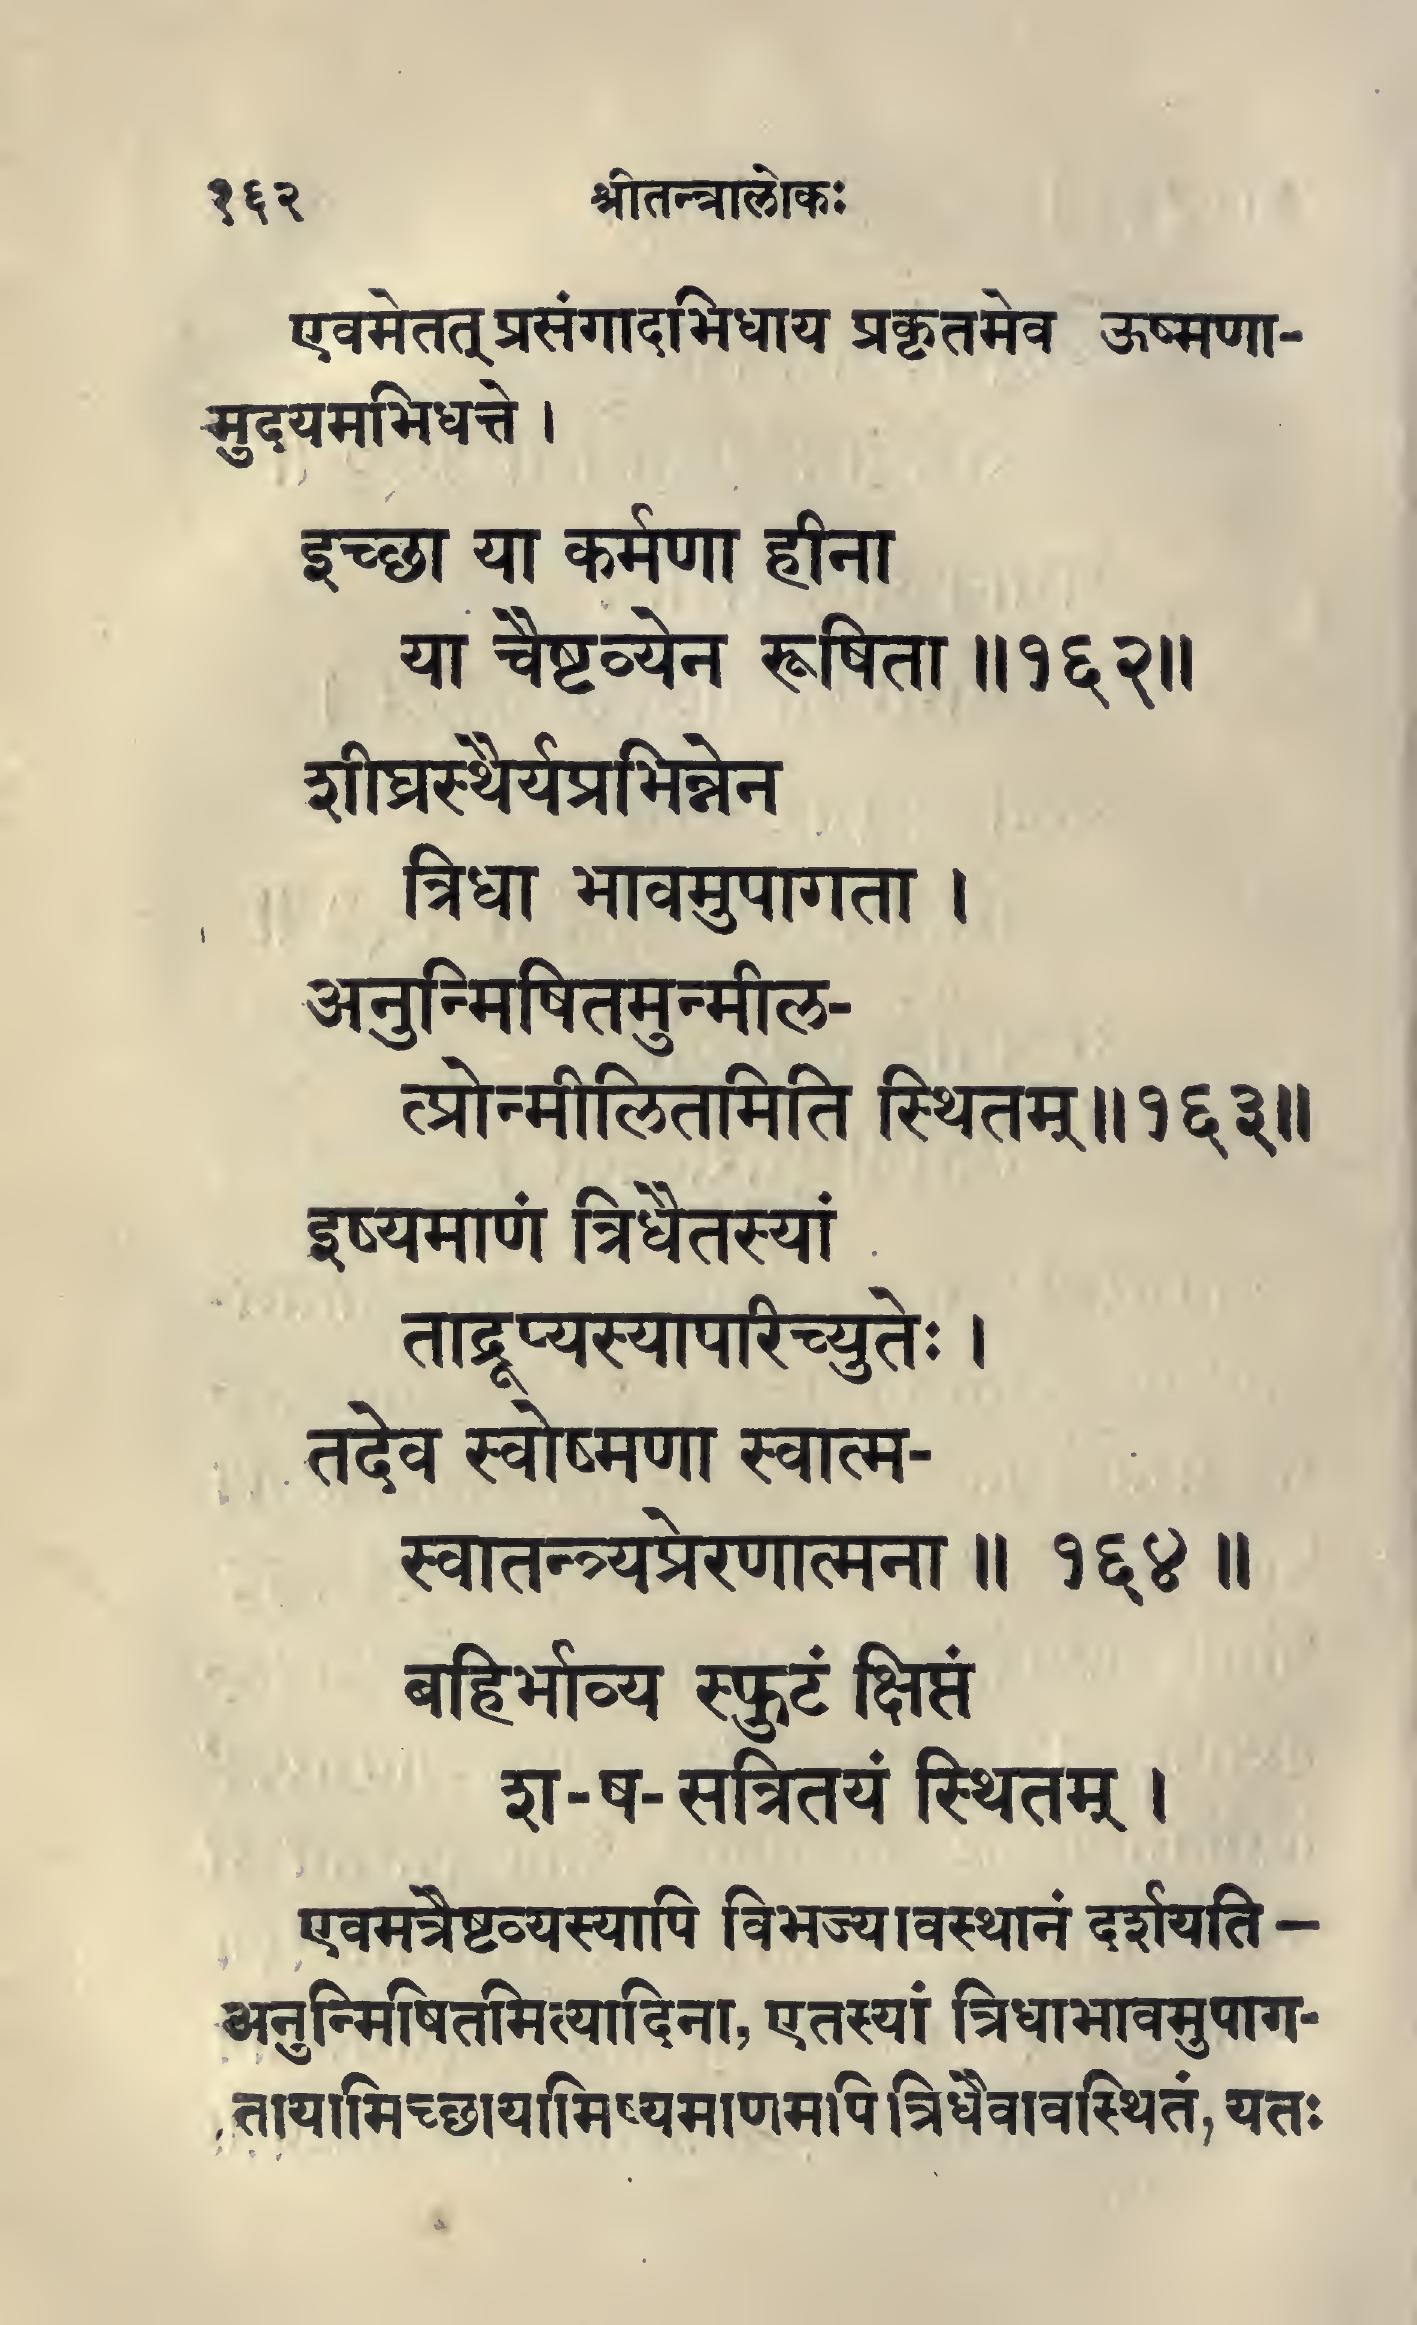 १६२ श्रीतन्त्रालोकः
एवमेतत् प्रसंगादभिधाय प्रकृतमेव ऊष्मणा-
मुदयमभिधत्ते ।
इच्छा या कर्मणा हीना
या चैष्टव्येन रूषिता ॥१६२॥
शीघ्रस्थैर्यप्रभिन्नेन
त्रिधा भावमुपागता ।
अनुन्मिषितमुन्मील-
त्प्रोन्मीलितमिति स्थितम्॥१६३॥
इष्यमाणं त्रिधैतस्यां
ताद्रूप्यस्यापरिच्युतेः ।
तदेव स्वोष्मणा स्वात्म-
स्वातन्त्र्यप्रेरणात्मना ॥ १६४ ॥
बहिर्भाव्य स्फुटं क्षिप्तं
श-ष-सत्रितयं स्थितम् ।
एवमत्रैष्टव्यस्यापि विभज्यावस्थानं दर्शयति —
अनुन्मिषितमित्यादिना, एतस्यां त्रिधाभावमुपाग-
तायामिच्छायामिष्यमाणमपि त्रिधैवावस्थितं, यतः